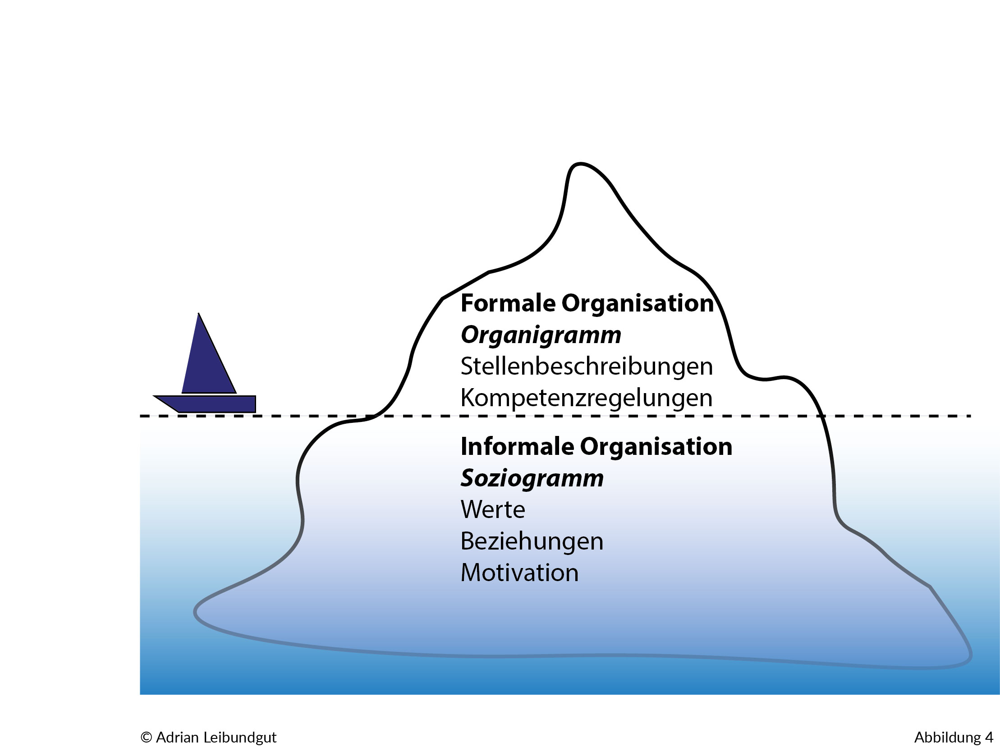 Formale Organisation
Organigramm
Stellenbeschreibungen
Kompetenzregelungen
Informale Organisation
Soziogramm
Werte
Beziehungen
Motivation
© Adrian Leibundgut
Abbildung 4